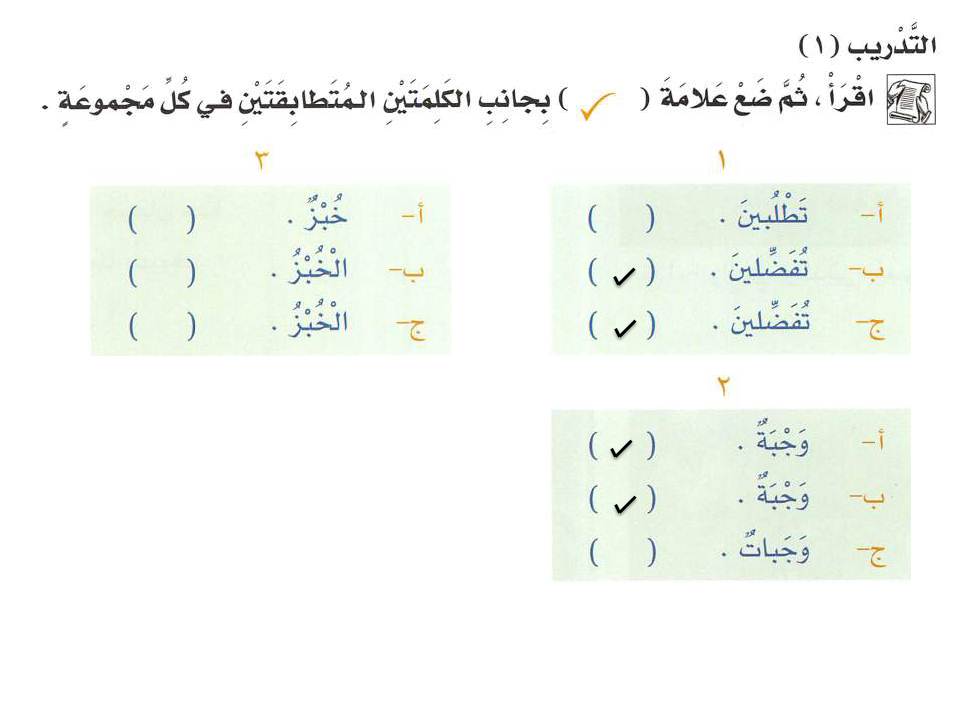 التَّدْريب (١)
اقْرَأْ ، ثُمَّ ضَعْ عَلامَةَ ( ✓ ) بِجانِبِ الكَلِمَتَيْنِ المُتَطابِقَتَيْنِ في كُلِّ مَجْموعَةٍ .
١
أ- تَطْلُبينَ . ( )
ب- تُفَضِّلينَ . ( ✓ )
ج- تُفَضِّلينَ . ( ✓ )
٢
أ- وَجْبَةٌ . ( ✓ )
ب- وَجْبَةٌ . ( ✓ )
ج- وَجَباتٌ . ( )
٣
أ- خُبْزٌ . ( )
ب- الْخُبْزُ . ( )
ج- الْخُبْزُ . ( )